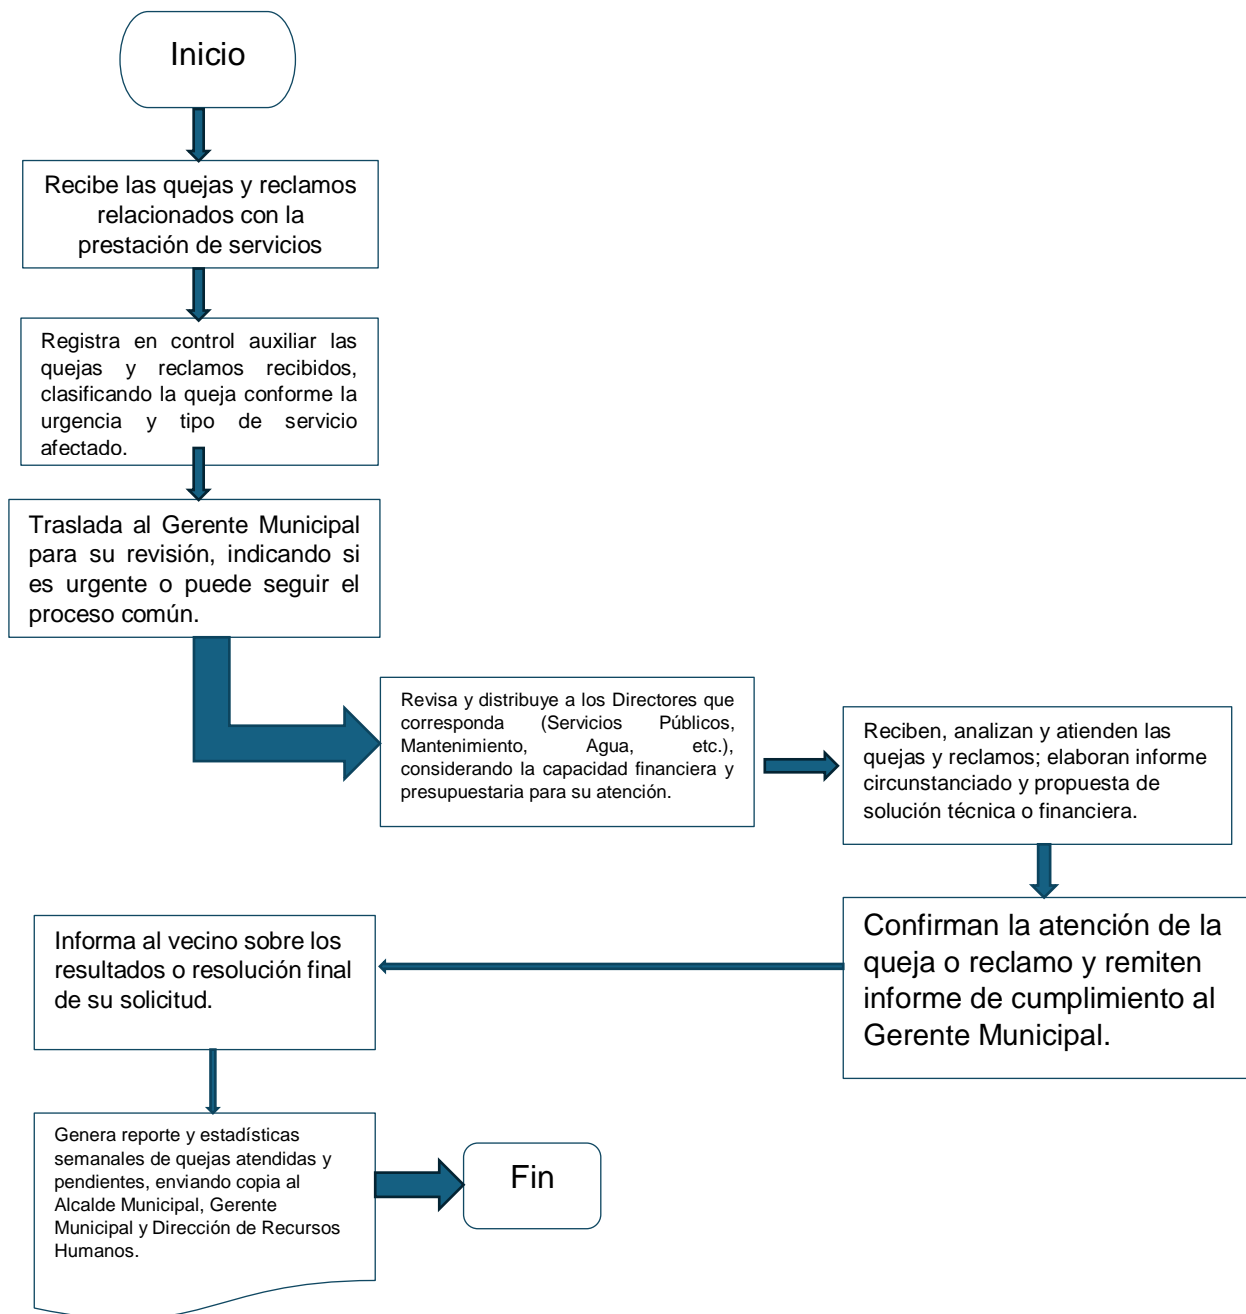 Inicio
Recibe las quejas y reclamos
relacionados con la
prestación de servicios
Registra en control auxiliar las
quejas y reclamos recibidos,
clasificando la queja conforme la
urgencia y tipo de servicio
afectado.
Traslada al Gerente Municipal
para su revisión, indicando si
es urgente o puede seguir el
proceso común.
Revisa y distribuye a los Directores que
corresponda (Servicios Públicos,
Mantenimiento, Agua, etc.),
considerando la capacidad financiera y
presupuestaria para su atención.
Reciben, analizan y atienden las
quejas y reclamos; elaboran informe
circunstanciado y propuesta de
solución técnica o financiera.
Confirman la atención de la
queja o reclamo y remiten
informe de cumplimiento al
Gerente Municipal.
Informa al vecino sobre los
resultados o resolución final
de su solicitud.
Genera reporte y estadísticas
semanales de quejas atendidas y
pendientes, enviando copia al
Alcalde Municipal, Gerente
Municipal y Dirección de Recursos
Humanos.
Fin